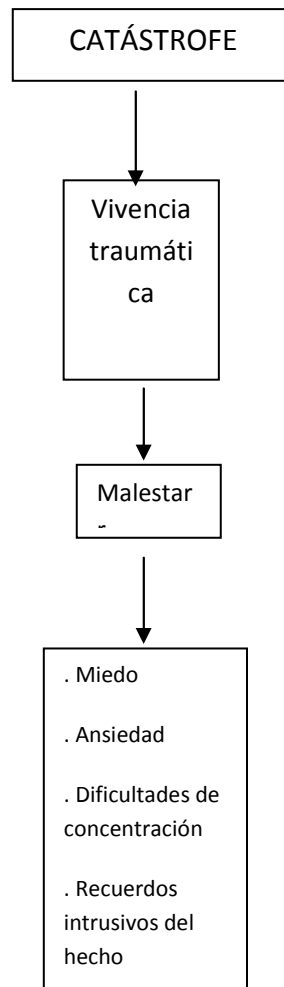 CATÁSTROFE
Vivencia
traumáti
ca
Malestar
. Miedo
. Ansiedad
. Dificultades de
concentración
. Recuerdos
intrusivos del
hecho